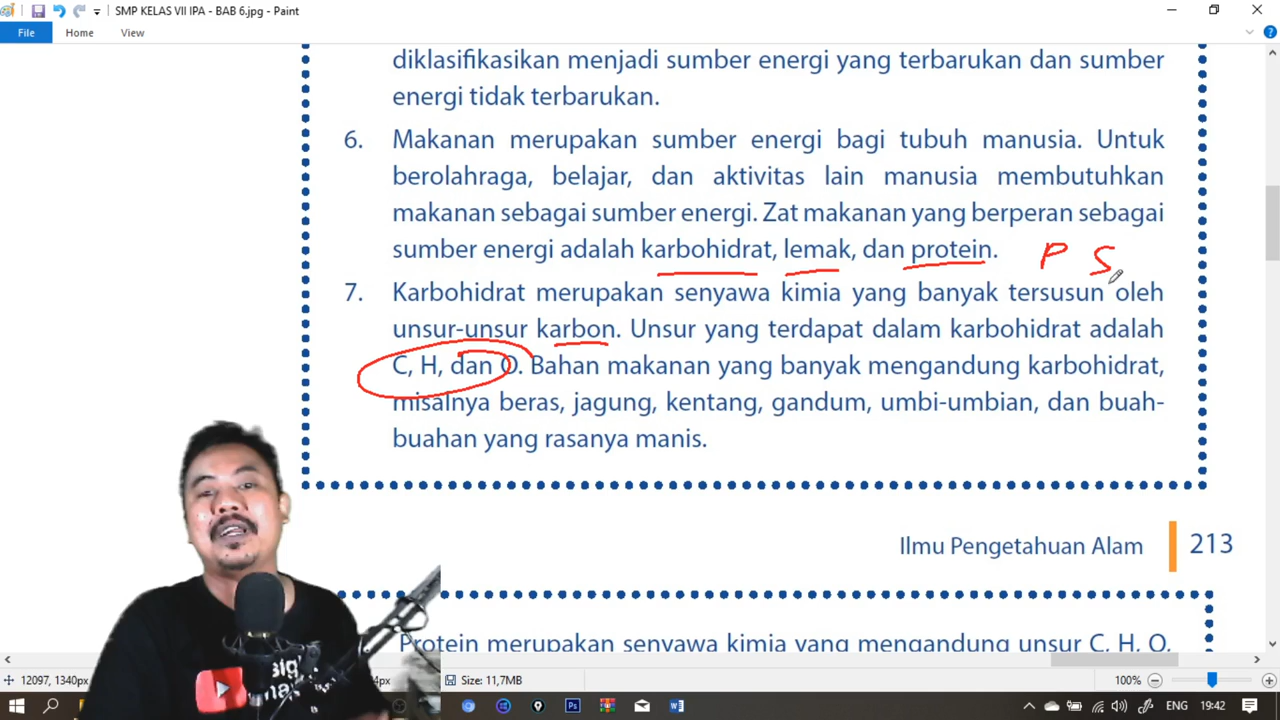 SMP KELAS VII IPA - BAB 6.jpg - Paint
File Home View
diklasifikasikan menjadi sumber energi yang terbarukan dan sumber
energi tidak terbarukan.
6. Makanan merupakan sumber energi bagi tubuh manusia. Untuk
berolahraga, belajar, dan aktivitas lain manusia membutuhkan
makanan sebagai sumber energi. Zat makanan yang berperan sebagai
sumber energi adalah karbohidrat, lemak, dan protein. P S
7. Karbohidrat merupakan senyawa kimia yang banyak tersusun oleh
unsur-unsur karbon. Unsur yang terdapat dalam karbohidrat adalah
C, H, dan O. Bahan makanan yang banyak mengandung karbohidrat,
misalnya beras, jagung, kentang, gandum, umbi-umbian, dan buah-
buahan yang rasanya manis.
Ilmu Pengetahuan Alam 213
Protein merupakan senyawa kimia yang mengandung unsur C, H, O,
12097, 1340px Size: 11,7MB 100%
ENG 19:42